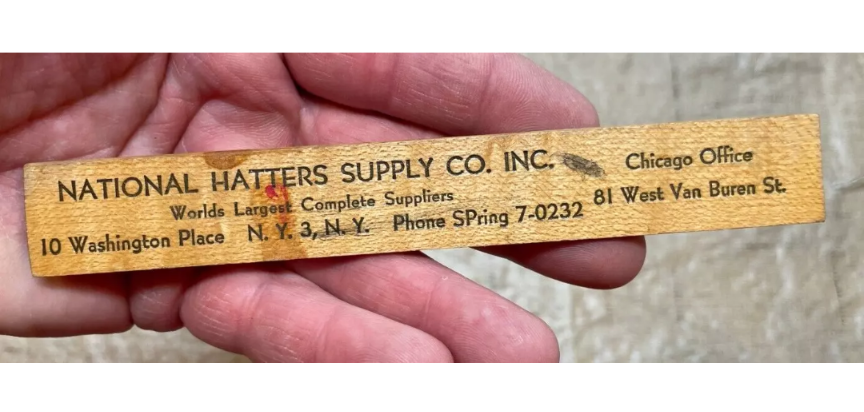 NATIONAL HATTERS SUPPLY CO. INC.
Worlds Largest Complete Suppliers
10 Washington Place N. Y. 3, N. Y. Phone SPring 7-0232
Chicago Office
81 West Van Buren St.